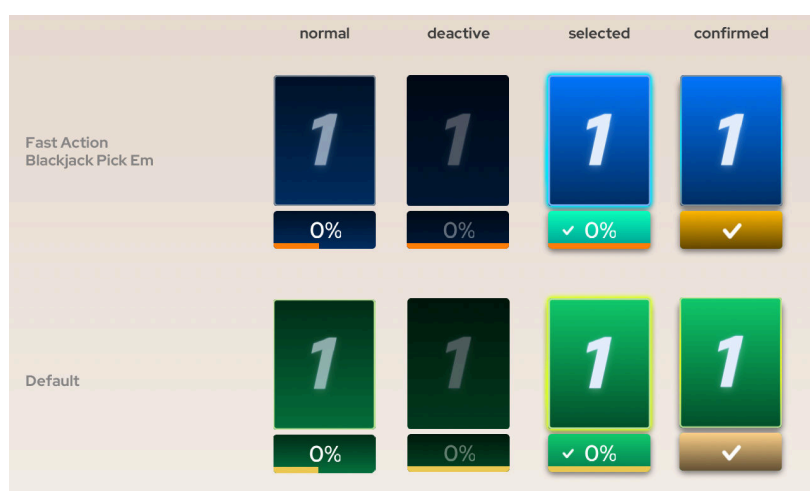 normal deactive selected confirmed
1 1 1 1
Fast Action
Blackjack Pick Em
0% 0% 0%
1 1 1 1
Default
0% 0% 0%